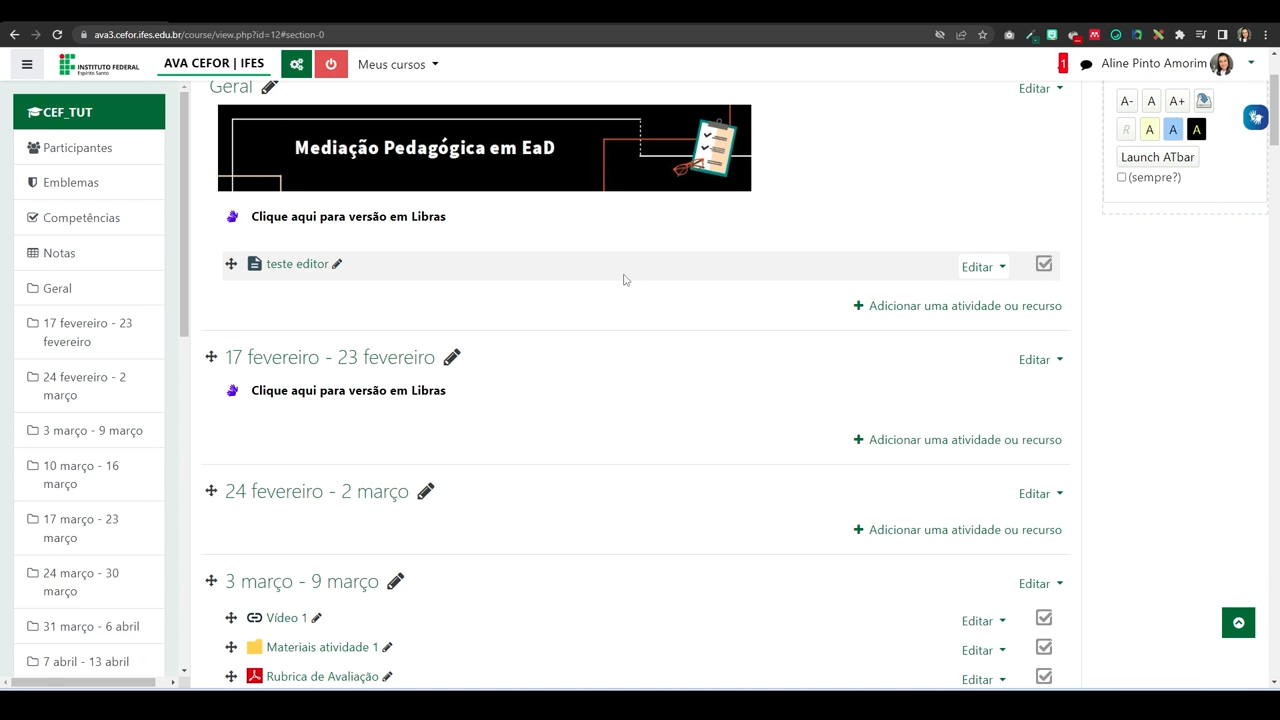 ava3.cefor.ifes.edu.br/course/view.php?id=12#section-0
INSTITUTO FEDERAL
Espírito Santo
AVA CEFOR | IFES
Meus cursos
1
Aline Pinto Amorim
CEF_TUT
Participantes
Emblemas
Competências
Notas
Geral
17 fevereiro - 23
fevereiro
24 fevereiro - 2
março
3 março - 9 março
10 março - 16
março
17 março - 23
março
24 março - 30
março
31 março - 6 abril
7 abril - 13 abril
Geral
Editar
Mediação Pedagógica em EaD
Clique aqui para versão em Libras
teste editor
Editar
Adicionar uma atividade ou recurso
17 fevereiro - 23 fevereiro
Editar
Clique aqui para versão em Libras
Adicionar uma atividade ou recurso
24 fevereiro - 2 março
Editar
Adicionar uma atividade ou recurso
3 março - 9 março
Editar
Vídeo 1
Editar
Materiais atividade 1
Editar
Rubrica de Avaliação
Editar
A- A A+
R A A A
Launch ATbar
(sempre?)